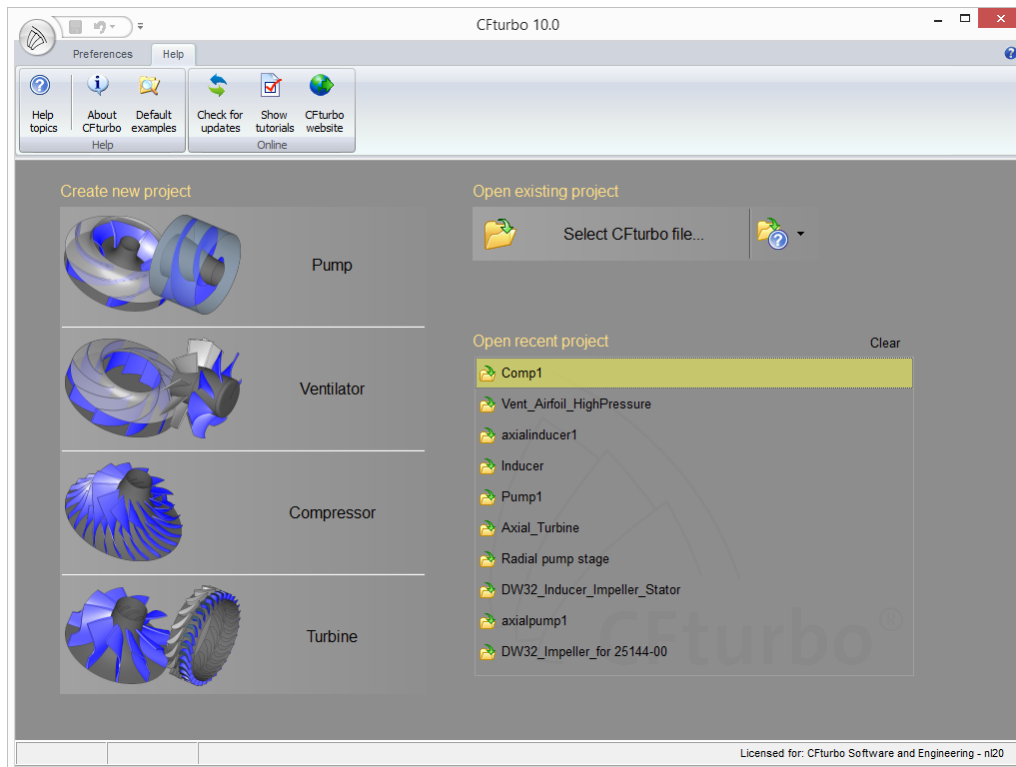 CFturbo 10.0
Preferences
Help
Help
topics
About
CFturbo
Default
examples
Help
Check for
updates
Show
tutorials
CFturbo
website
Online
Create new project
Pump
Ventilator
Compressor
Turbine
Open existing project
Select CFturbo file...
Open recent project
Clear
Comp1
Vent_Airfoil_HighPressure
axialinducer1
Inducer
Pump1
Axial_Turbine
Radial pump stage
DW32_Inducer_Impeller_Stator
axialpump1
DW32_Impeller_for 25144-00
CFturbo®
Licensed for: CFturbo Software and Engineering - nl20